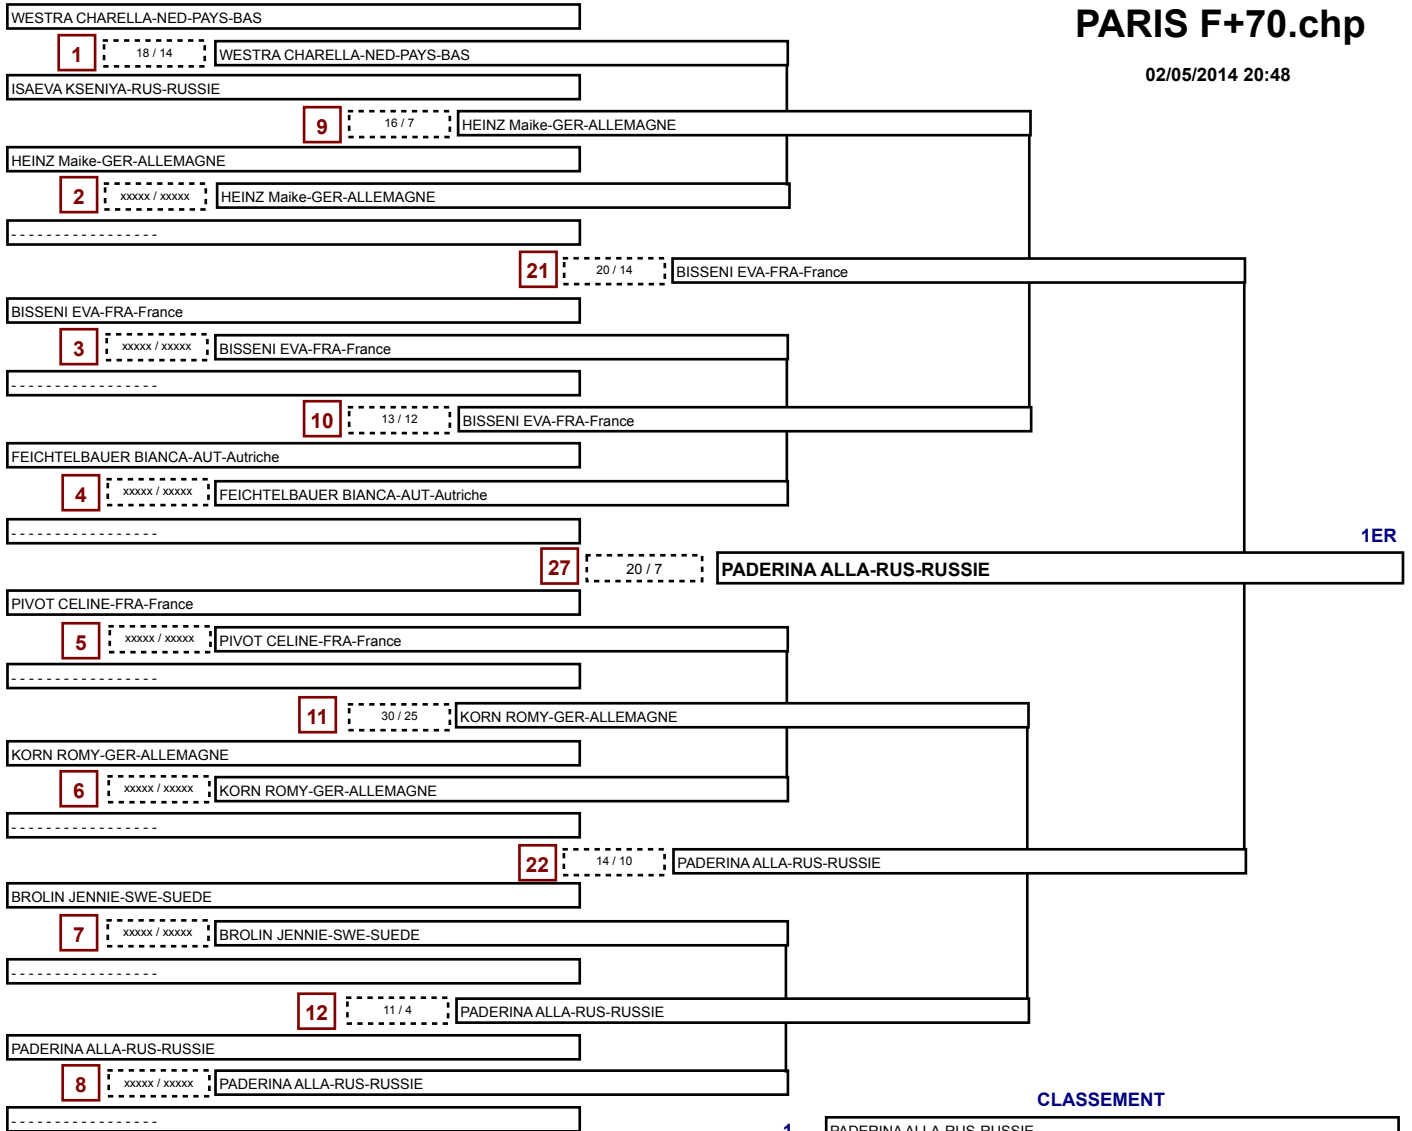 WESTRA CHARELLA-NED-PAYS-BAS
PARIS F+70.chp
1 18 / 14 WESTRA CHARELLA-NED-PAYS-BAS
02/05/2014 20:48
ISAEVA KSENIYA-RUS-RUSSIE
9 16 / 7 HEINZ Maike-GER-ALLEMAGNE
HEINZ Maike-GER-ALLEMAGNE
2 xxxxx / xxxxx HEINZ Maike-GER-ALLEMAGNE
- - - - - - - - - - - - - - - - -
21 20 / 14 BISSENI EVA-FRA-France
BISSENI EVA-FRA-France
3 xxxxx / xxxxx BISSENI EVA-FRA-France
- - - - - - - - - - - - - - - - -
10 13 / 12 BISSENI EVA-FRA-France
FEICHTELBAUER BIANCA-AUT-Autriche
4 xxxxx / xxxxx FEICHTELBAUER BIANCA-AUT-Autriche
- - - - - - - - - - - - - - - - -
1ER
27 20 / 7 PADERINA ALLA-RUS-RUSSIE
PIVOT CELINE-FRA-France
5 xxxxx / xxxxx PIVOT CELINE-FRA-France
- - - - - - - - - - - - - - - - -
11 30 / 25 KORN ROMY-GER-ALLEMAGNE
KORN ROMY-GER-ALLEMAGNE
6 xxxxx / xxxxx KORN ROMY-GER-ALLEMAGNE
- - - - - - - - - - - - - - - - -
22 14 / 10 PADERINA ALLA-RUS-RUSSIE
BROLIN JENNIE-SWE-SUEDE
7 xxxxx / xxxxx BROLIN JENNIE-SWE-SUEDE
- - - - - - - - - - - - - - - - -
12 11 / 4 PADERINA ALLA-RUS-RUSSIE
PADERINA ALLA-RUS-RUSSIE
8 xxxxx / xxxxx PADERINA ALLA-RUS-RUSSIE
CLASSEMENT
- - - - - - - - - - - - - - - - -
1 PADERINA ALLA-RUS-RUSSIE